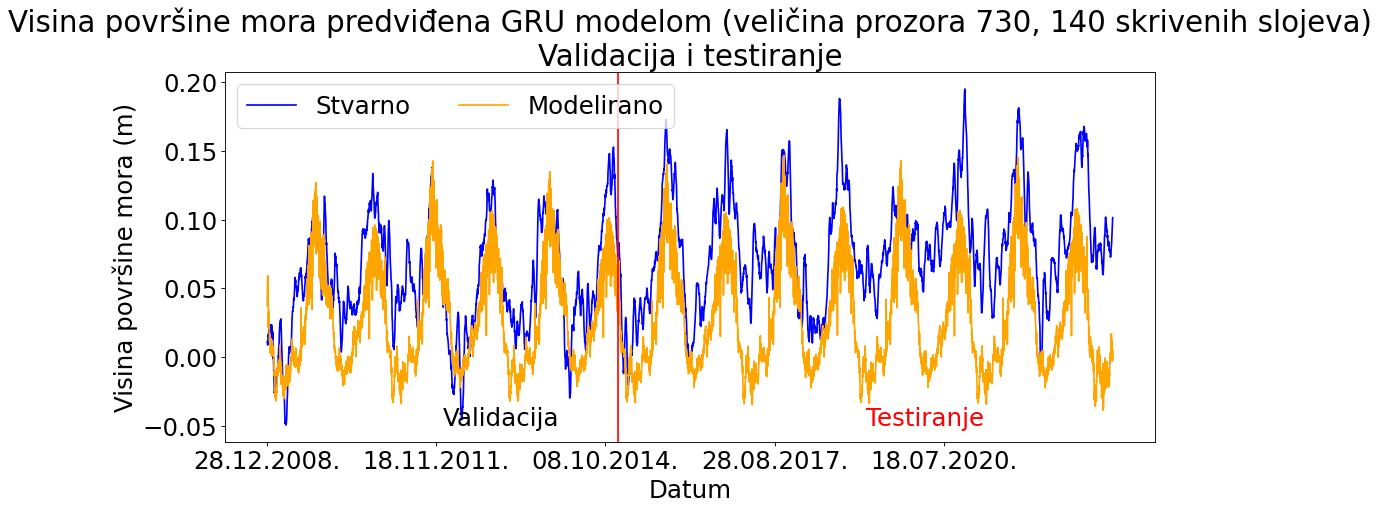 Visina površine mora predviđena GRU modelom (veličina prozora 730, 140 skrivenih slojeva)
Validacija i testiranje
Stvarno
Modelirano
Visina površine mora (m)
0.20
0.15
0.10
0.05
0.00
−0.05
Validacija
Testiranje
28.12.2008.
18.11.2011.
08.10.2014.
28.08.2017.
18.07.2020.
Datum